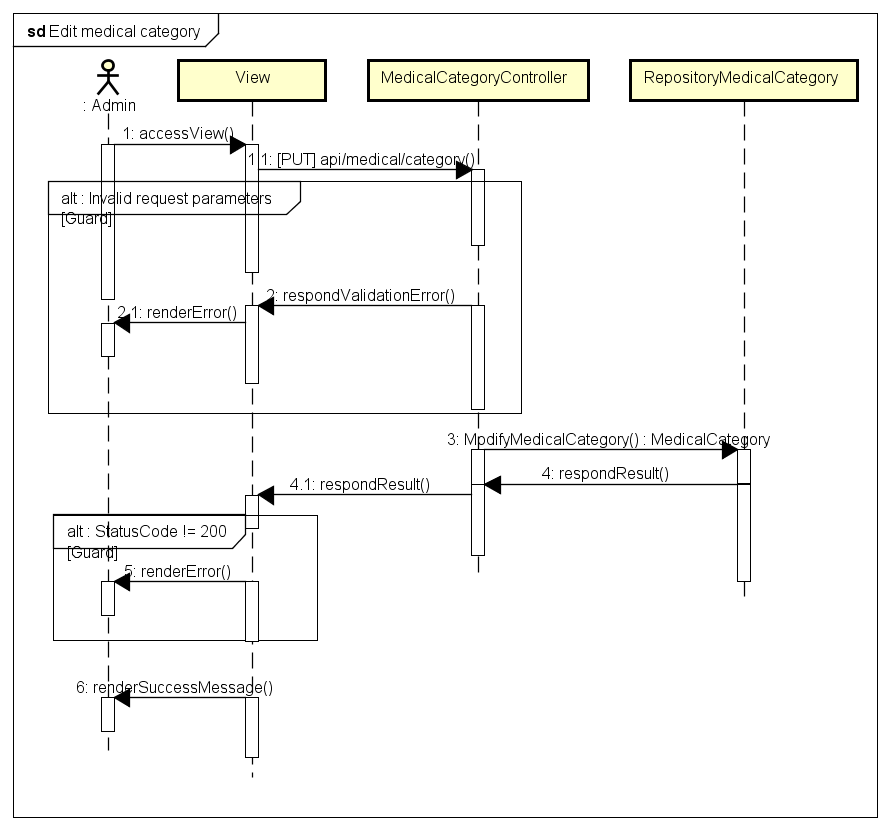 sd Edit medical category
View
MedicalCategoryController
RepositoryMedicalCategory
: Admin
1: accessView()
1.1: [PUT] api/medical/category()
alt : Invalid request parameters
[Guard]
2: respondValidationError()
2.1: renderError()
3: ModifyMedicalCategory() : MedicalCategory
4: respondResult()
4.1: respondResult()
alt : StatusCode != 200
[Guard]
5: renderError()
6: renderSuccessMessage()